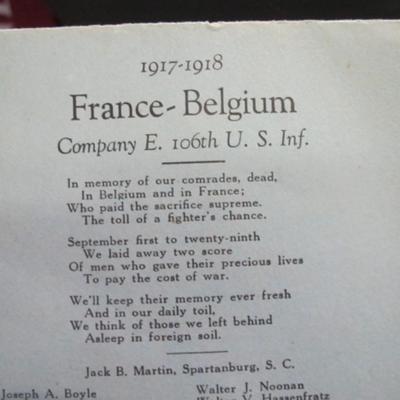 1917-1918
France-Belgium
Company E. 106th U. S. Inf.
In memory of our comrades, dead,
In Belgium and in France;
Who paid the sacrifice supreme.
The toll of a fighter's chance.
September first to twenty-ninth
We laid away two score
Of men who gave their precious lives
To pay the cost of war.
We'll keep their memory ever fresh
And in our daily toil,
We think of those we left behind
Asleep in foreign soil.
Jack B. Martin, Spartanburg, S. C.
Joseph A. Boyle
Walter J. Noonan
Walter V. Hassenfratz